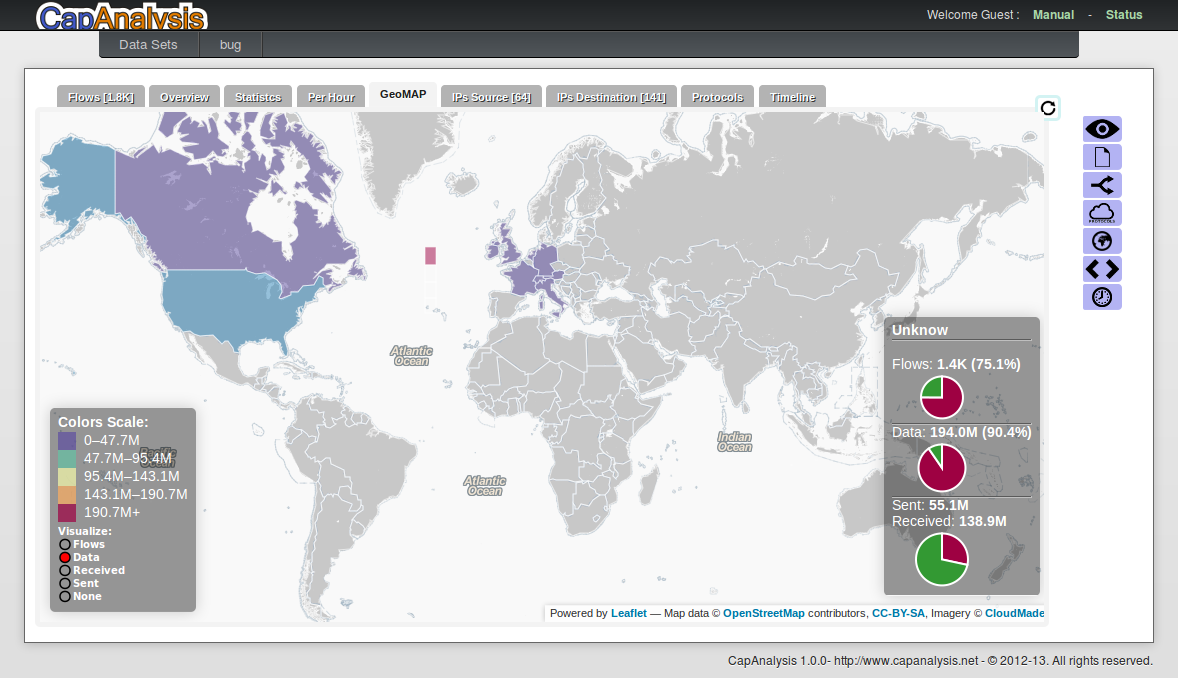 CapAnalysis
Welcome Guest : Manual - Status
Data Sets bug
Flows [1.8K] Overview Statistcs Per Hour GeoMAP IPs Source [64] IPs Destination [141] Protocols Timeline
PROTOCOLS
Atlantic
Ocean
Indian
Ocean
Atlantic
Ocean
Pacific
Ocean
Colors Scale:
0–47.7M
47.7M–95.4M
95.4M–143.1M
143.1M–190.7M
190.7M+
Visualize:
Flows
Data
Received
Sent
None
Unknow
Flows: 1.4K (75.1%)
Data: 194.0M (90.4%)
Sent: 55.1M
Received: 138.9M
Powered by Leaflet — Map data © OpenStreetMap contributors, CC-BY-SA, Imagery © CloudMade
CapAnalysis 1.0.0- http://www.capanalysis.net - © 2012-13. All rights reserved.